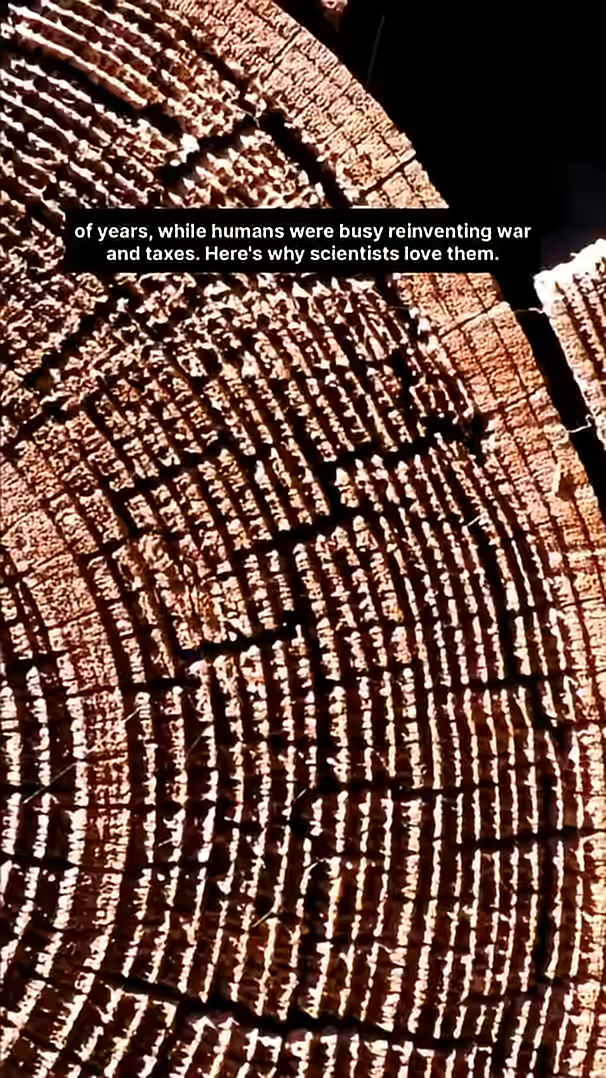 of years, while humans were busy reinventing war
and taxes. Here's why scientists love them.